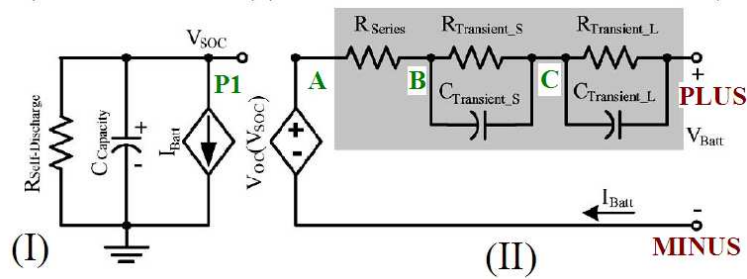 V_SOC
R_Self-Discharge
C_Capacity
+
-
I_Batt
P1
(I)
V_OC(V_SOC)
+
-
A
R_Series
B
R_Transient_S
C_Transient_S
C
R_Transient_L
C_Transient_L
+
PLUS
V_Batt
I_Batt
-
MINUS
(II)